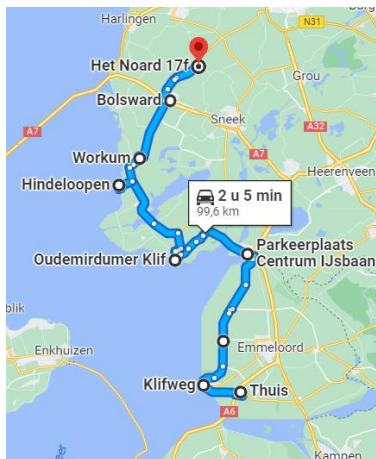 Harlingen
N31
Het Noard 17f
Grou
Bolsward
Sneek
A32
A7
A7
Workum
Heerenveen
Hindeloopen
2 u 5 min
99,6 km
Oudemirdumer Klif
Parkeerplaats
Centrum IJsbaan
blik
Enkhuizen
Emmeloord
Klifweg
Thuis
A6
Kampen